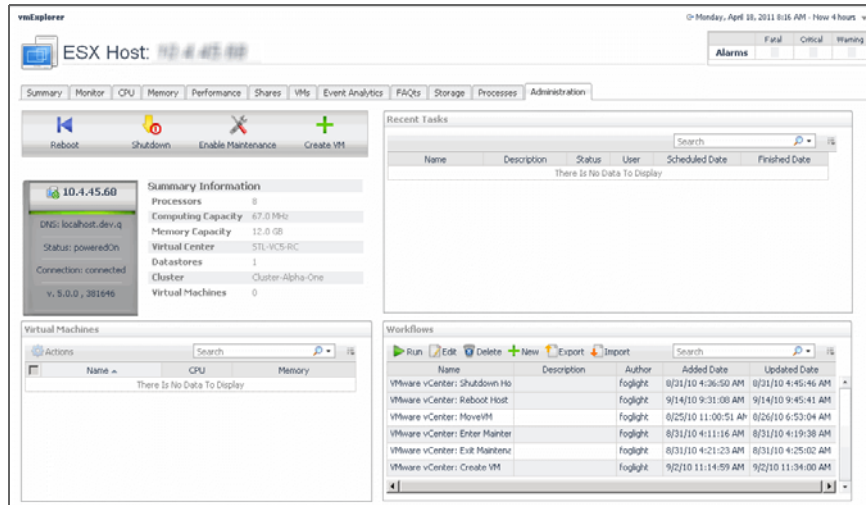 vmExplorer
Monday, April 18, 2011 8:16 AM - Now 4 hours
ESX Host:
Fatal Critical Warning
Alarms
Summary Monitor CPU Memory Performance Shares VMs Event Analytics FAQts Storage Processes Administration
Reboot Shutdown Enable Maintenance Create VM
Recent Tasks
Search
Name Description Status User Scheduled Date Finished Date
There Is No Data To Display
10.4.45.60
DNS: localhost.dev.q
Status: poweredOn
Connection: connected
v. 5.0.0 , 381646
Summary Information
Processors 8
Computing Capacity 67.0 MHz
Memory Capacity 12.0 GB
Virtual Center STL-VC5-RC
Datastores 1
Cluster Cluster-Alpha-One
Virtual Machines 0
Virtual Machines
Actions Search
Name CPU Memory
There Is No Data To Display
Workflows
Run Edit Delete New Export Import Search
Name Description Author Added Date Updated Date
VMware vCenter: Shutdown Ho foglight 8/31/10 4:36:50 AM 8/31/10 4:45:46 AM
VMware vCenter: Reboot Host foglight 9/14/10 9:31:08 AM 9/14/10 9:45:41 AM
VMware vCenter: MoveVM foglight 8/25/10 11:00:51 AM 8/26/10 6:53:04 AM
VMware vCenter: Enter Mainter foglight 8/31/10 4:11:16 AM 8/31/10 4:19:38 AM
VMware vCenter: Exit Maintena foglight 8/31/10 4:21:23 AM 8/31/10 4:25:02 AM
VMware vCenter: Create VM foglight 9/2/10 11:14:59 AM 9/2/10 11:34:00 AM